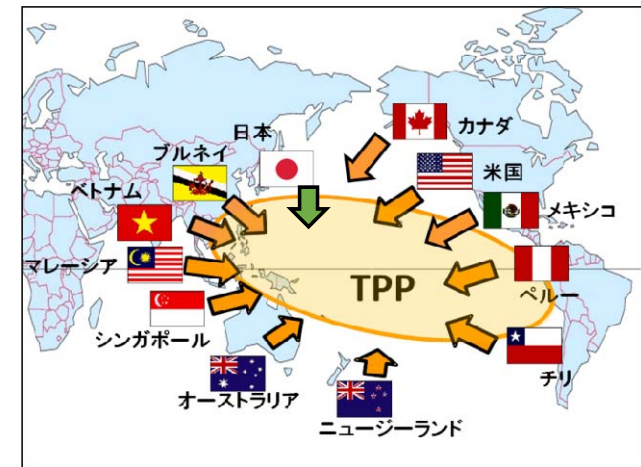 日本
カナダ
ブルネイ
米国
ベトナム
メキシコ
マレーシア
TPP
ペルー
シンガポール
チリ
オーストラリア
ニュージーランド